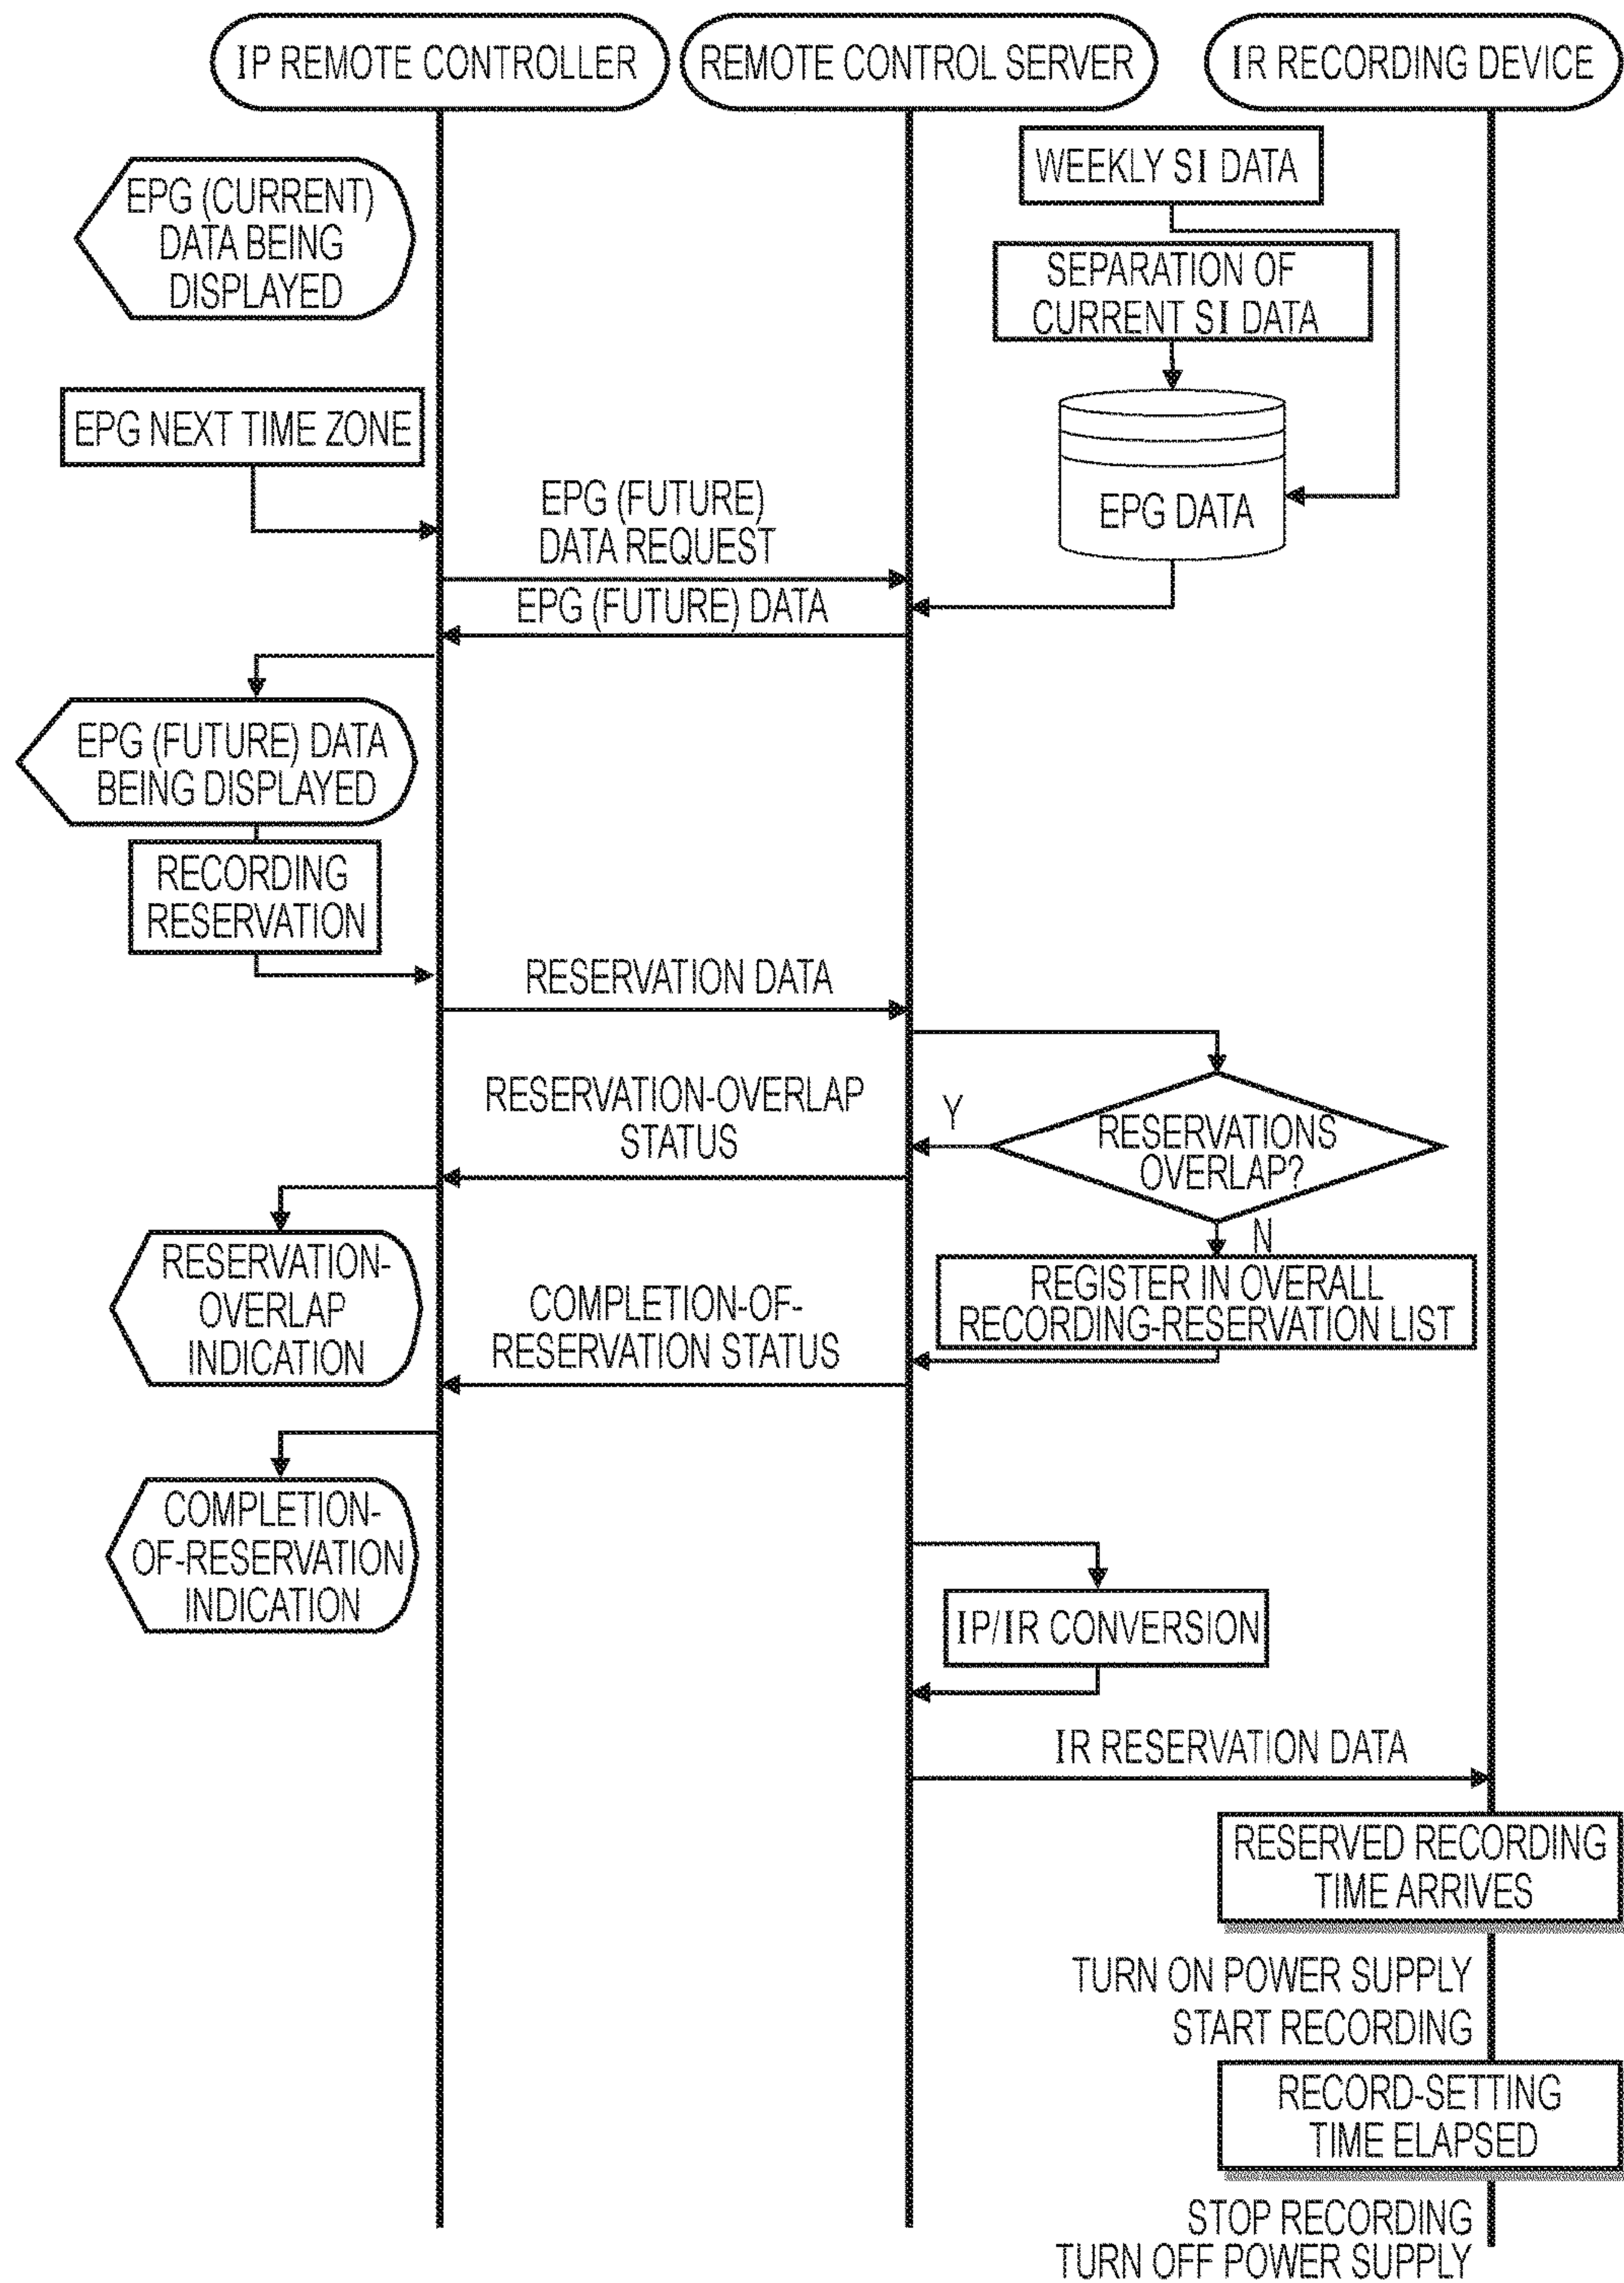 IP REMOTE CONTROLLER
REMOTE CONTROL SERVER
IR RECORDING DEVICE
WEEKLY SI DATA
EPG (CURRENT)
DATA BEING
DISPLAYED
SEPARATION OF
CURRENT SI DATA
EPG NEXT TIME ZONE
EPG DATA
EPG (FUTURE)
DATA REQUEST
EPG (FUTURE) DATA
EPG (FUTURE) DATA
BEING DISPLAYED
RECORDING
RESERVATION
RESERVATION DATA
RESERVATIONS
OVERLAP?
Y
N
RESERVATION-OVERLAP
STATUS
RESERVATION-
OVERLAP
INDICATION
REGISTER IN OVERALL
RECORDING-RESERVATION LIST
COMPLETION-OF-
RESERVATION STATUS
COMPLETION-
OF-RESERVATION
INDICATION
IP/IR CONVERSION
IR RESERVATION DATA
RESERVED RECORDING
TIME ARRIVES
TURN ON POWER SUPPLY
START RECORDING
RECORD-SETTING
TIME ELAPSED
STOP RECORDING
TURN OFF POWER SUPPLY